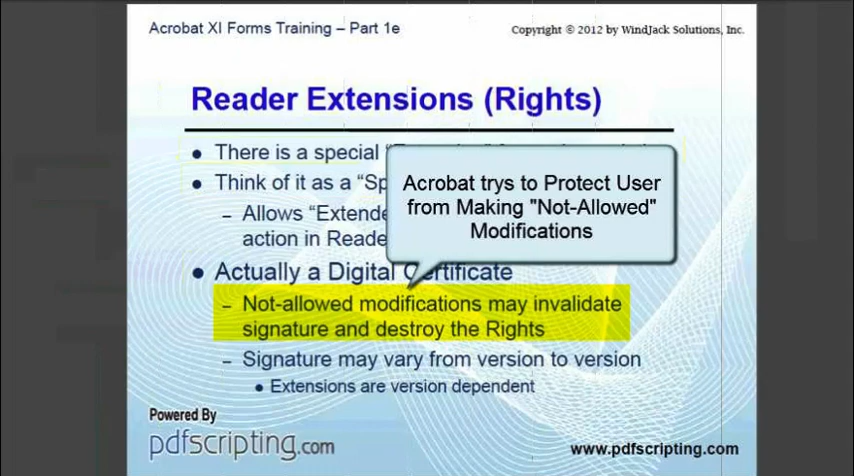 Acrobat XI Forms Training – Part 1e
Copyright © 2012 by WindJack Solutions, Inc.
Reader Extensions (Rights)
● There is a special
● Think of it as a “Sp
Acrobat trys to Protect User
from Making "Not-Allowed"
Modifications
– Allows “Extende
action in Reade
● Actually a Digital Certificate
– Not-allowed modifications may invalidate
signature and destroy the Rights
– Signature may vary from version to version
● Extensions are version dependent
Powered By
pdfscripting.com
www.pdfscripting.com